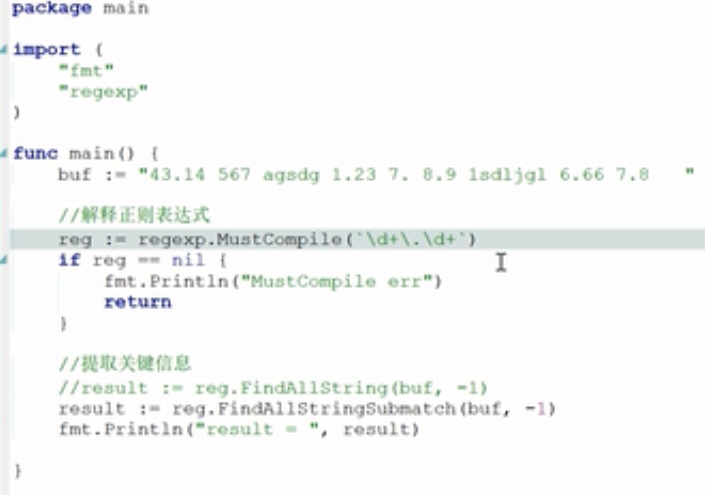 package main
import (
"fmt"
"regexp"
)
func main() {
buf := "43.14 567 agsdg 1.23 7. 8.9 lsdljgl 6.66 7.8   "
//解释正则表达式
reg := regexp.MustCompile(`\d+\.\d+`)
if reg == nil {
fmt.Println("MustCompile err")
return
}
//提取关键信息
//result := reg.FindAllString(buf, -1)
result := reg.FindAllStringSubmatch(buf, -1)
fmt.Println("result = ", result)
}